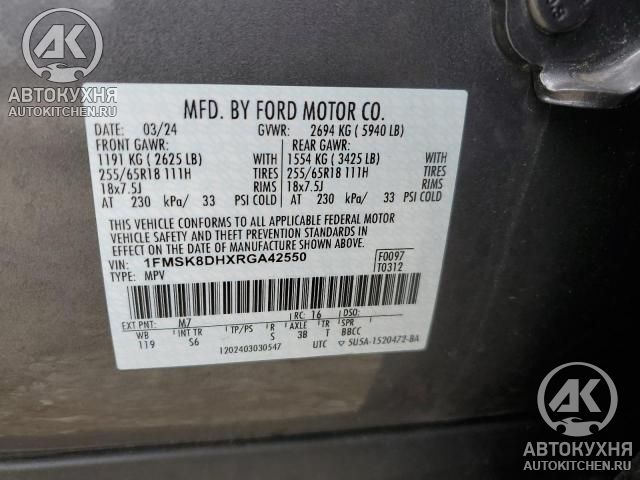 АК
АВТОКУХНЯ
AUTOKITCHEN.RU
MFD. BY FORD MOTOR CO.
DATE: 03/24 GVWR: 2694 KG ( 5940 LB)
FRONT GAWR: REAR GAWR:
1191 KG ( 2625 LB) WITH 1554 KG ( 3425 LB) WITH
255/65R18 111H TIRES 255/65R18 111H TIRES
18x7.5J RIMS 18x7.5J RIMS
AT 230 kPa/ 33 PSI COLD AT 230 kPa/ 33 PSI COLD
THIS VEHICLE CONFORMS TO ALL APPLICABLE FEDERAL MOTOR
VEHICLE SAFETY AND THEFT PREVENTION STANDARDS IN
EFFECT ON THE DATE OF MANUFACTURE SHOWN ABOVE.
VIN: 1FMSK8DHXRGA42550 F0097
TYPE: MPV T0312
EXT PNT: M7 RC: 16 DSO:
WB INT TR TP/PS R AXLE TR SPR
119 S6 S 3B T BBCC
1202403030547 UTC ▽ SU5A-1520472-BA
АК
АВТОКУХНЯ
AUTOKITCHEN.RU